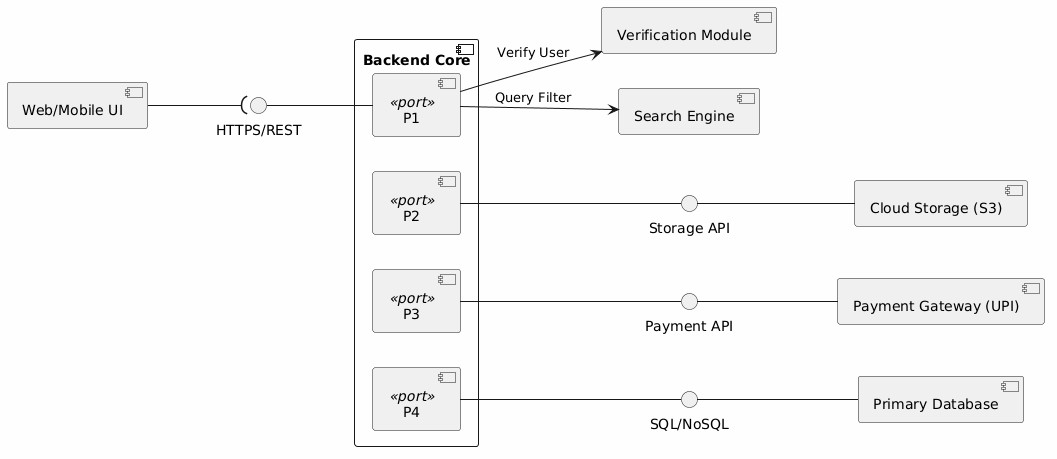 Verification Module
Verify User
Backend Core
Query Filter
Web/Mobile UI
«port»
P1
Search Engine
HTTPS/REST
«port»
P2
Cloud Storage (S3)
Storage API
«port»
P3
Payment Gateway (UPI)
Payment API
«port»
P4
Primary Database
SQL/NoSQL